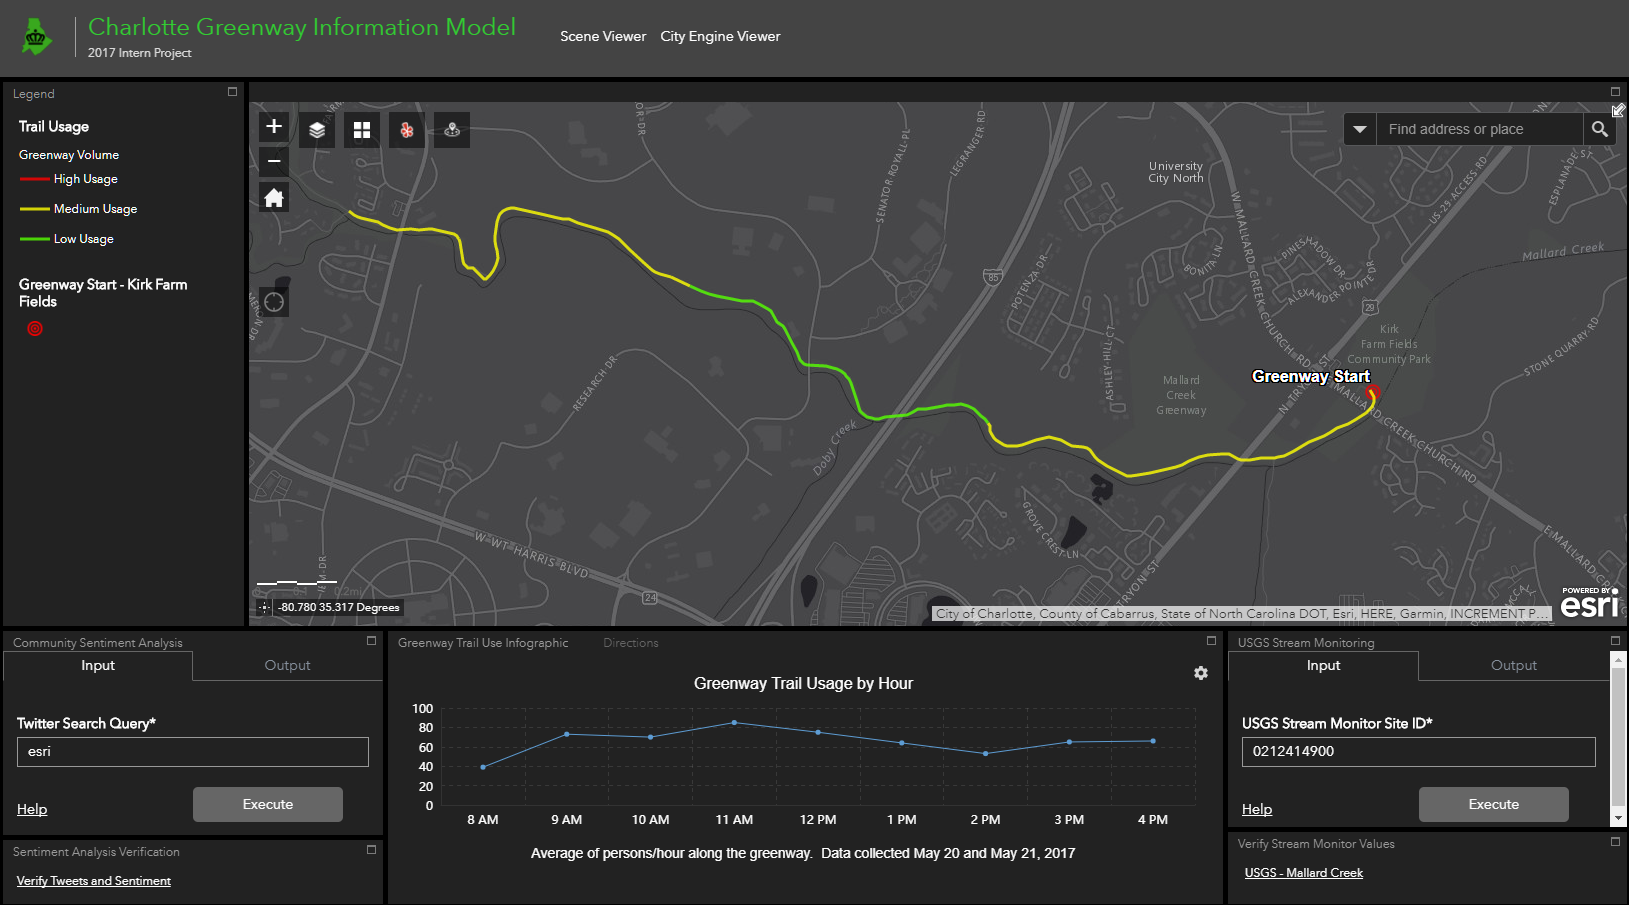 Charlotte Greenway Information Model
2017 Intern Project
Scene Viewer
City Engine Viewer
Legend
Trail Usage
Greenway Volume
High Usage
Medium Usage
Low Usage
Greenway Start - Kirk Farm
Fields
Find address or place
SENATOR ROYALL-PL
LEGRANGER-RD
University
City North
W MALLARD CREEK CHURCH RD
US-29-ACCESS-RD
ESPLANADE ST
85
POTENZA-DR
BONITA-LN
PINESHADOW DR
ALEXANDER-POINTE-DR
Mallard Creek
29
Kirk
Farm Fields
Community Park
STONE-QUARRY-RD
RESEARCH-DR
ASHLEY-HILL-CT
Mallard
Creek
Greenway
Greenway Start
N TRYON ST
E-MALLARD CREEK CHURCH-RD
Doby Creek
GROVE-CREST-LN
W WT-HARRIS BLVD
24
TRYON ST
E-MALLARD-CREEK
0.2mi
-80.780 35.317 Degrees
City of Charlotte, County of Cabarrus, State of North Carolina DOT, Esri, HERE, Garmin, INCREMENT P…
POWERED BY
esri
Community Sentiment Analysis
Input
Output
Twitter Search Query*
esri
Help
Execute
Sentiment Analysis Verification
Verify Tweets and Sentiment
Greenway Trail Use Infographic
Directions
Greenway Trail Usage by Hour
100
80
60
40
20
0
8 AM 9 AM 10 AM 11 AM 12 PM 1 PM 2 PM 3 PM 4 PM
Average of persons/hour along the greenway. Data collected May 20 and May 21, 2017
USGS Stream Monitoring
Input
Output
USGS Stream Monitor Site ID*
0212414900
Help
Execute
Verify Stream Monitor Values
USGS - Mallard Creek